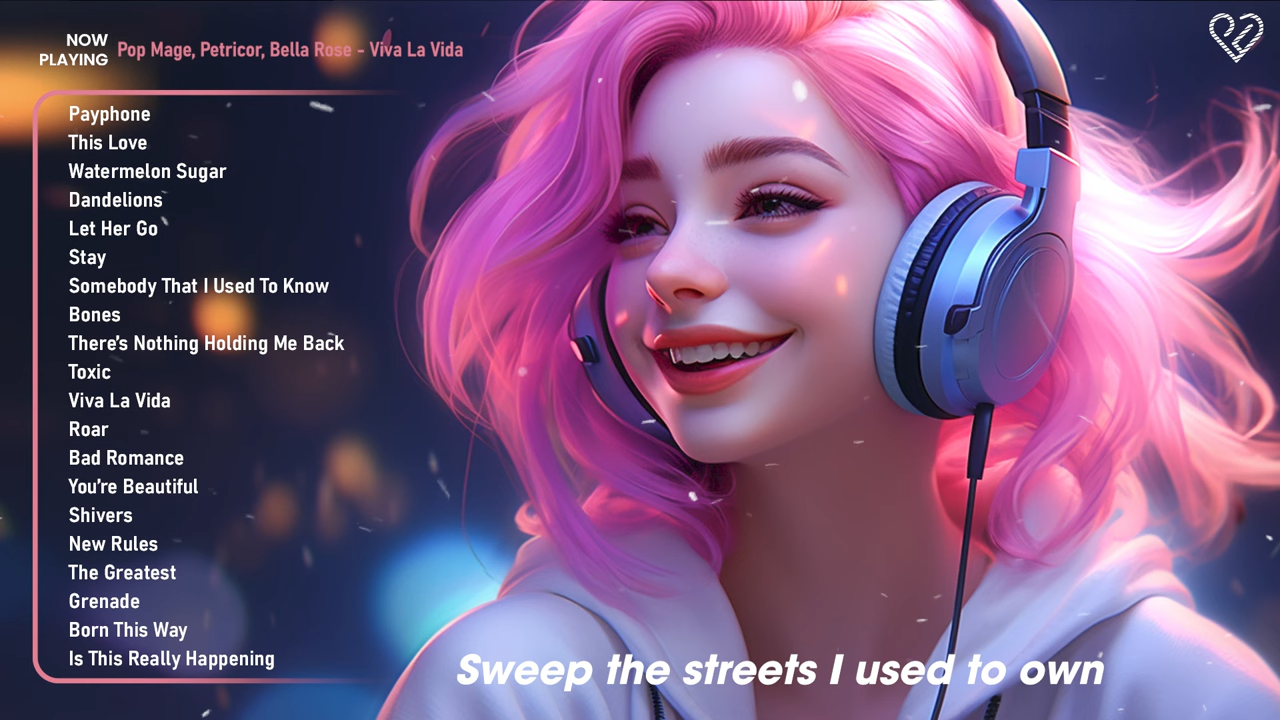 NOW
PLAYING
Pop Mage, Petricor, Bella Rose - Viva La Vida
Payphone
This Love
Watermelon Sugar
Dandelions
Let Her Go
Stay
Somebody That I Used To Know
Bones
There's Nothing Holding Me Back
Toxic
Viva La Vida
Roar
Bad Romance
You're Beautiful
Shivers
New Rules
The Greatest
Grenade
Born This Way
Is This Really Happening
Sweep the streets I used to own